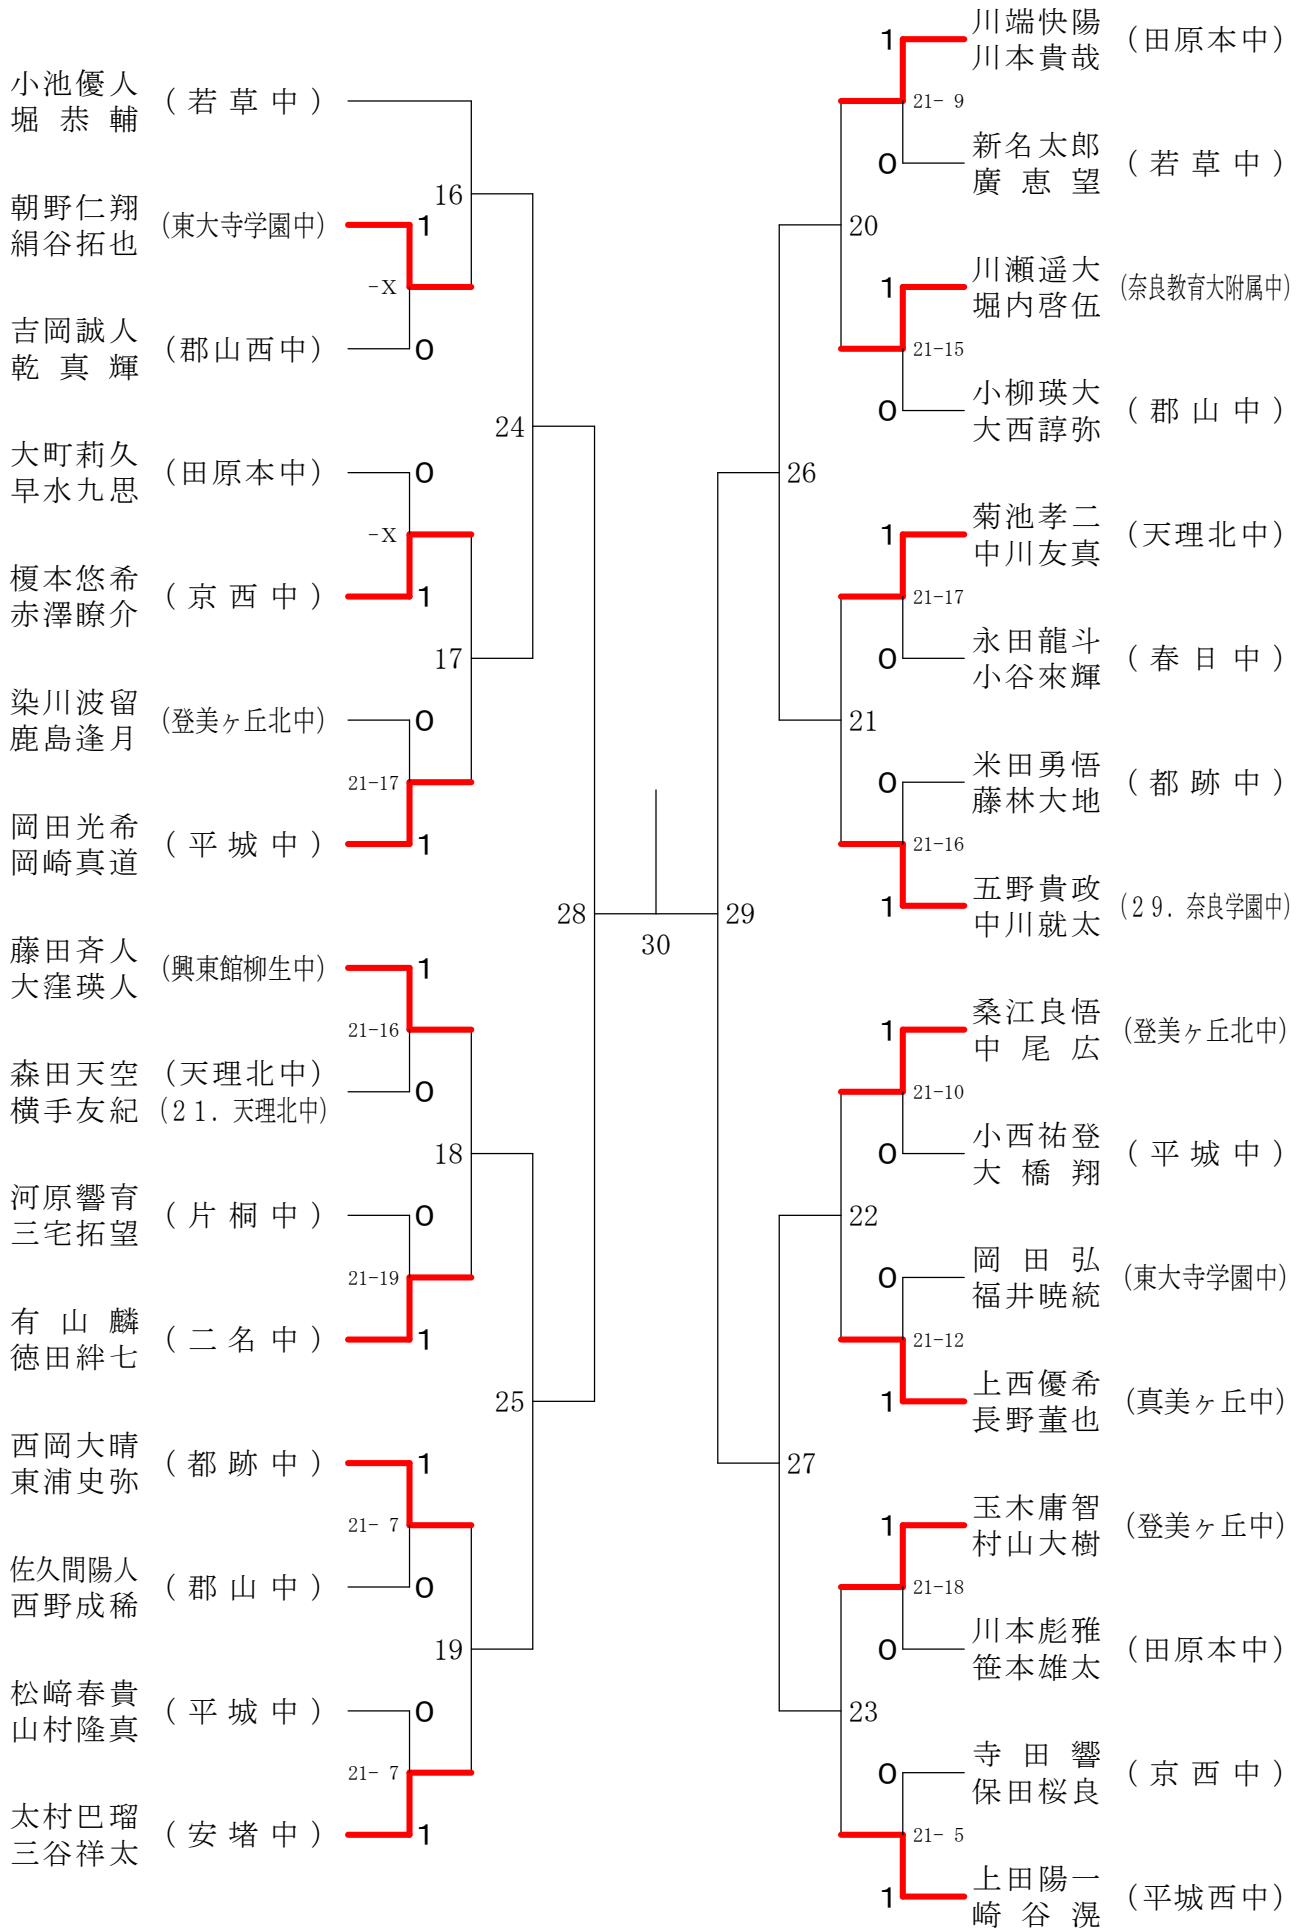 小池優人
堀恭輔
(若草中)
16
朝野仁翔
絹谷拓也
(東大寺学園中)
1
-X
吉岡誠人
乾真輝
(郡山西中)
0
24
大町莉久
早水九思
(田原本中)
0
-X
榎本悠希
赤澤瞭介
(京西中)
1
17
染川波留
鹿島逢月
(登美ヶ丘北中)
0
21-17
岡田光希
岡崎真道
(平城中)
1
28
藤田斉人
大窪瑛人
(興東館柳生中)
1
21-16
森田天空
横手友紀
(天理北中)
(21. 天理北中)
0
18
河原響育
三宅拓望
(片桐中)
0
21-19
有山麟
徳田絆七
(二名中)
1
25
西岡大晴
東浦史弥
(都跡中)
1
21- 7
佐久間陽人
西野成稀
(郡山中)
0
19
松﨑春貴
山村隆真
(平城中)
0
21- 7
太村巴瑠
三谷祥太
(安堵中)
1
30
1
川端快陽
川本貴哉
(田原本中)
21- 9
0
新名太郎
廣恵望
(若草中)
20
1
川瀬遥大
堀内啓伍
(奈良教育大附属中)
21-15
0
小柳瑛大
大西諄弥
(郡山中)
26
1
菊池孝二
中川友真
(天理北中)
21-17
0
永田龍斗
小谷來輝
(春日中)
21
0
米田勇悟
藤林大地
(都跡中)
21-16
1
五野貴政
中川就太
(29. 奈良学園中)
29
1
桑江良悟
中尾広
(登美ヶ丘北中)
21-10
0
小西祐登
大橋翔
(平城中)
22
0
岡田弘
福井暁統
(東大寺学園中)
21-12
1
上西優希
長野董也
(真美ヶ丘中)
27
1
玉木庸智
村山大樹
(登美ヶ丘中)
21-18
0
川本彪雅
笹本雄太
(田原本中)
23
0
寺田響
保田桜良
(京西中)
21- 5
1
上田陽一
崎谷滉
(平城西中)